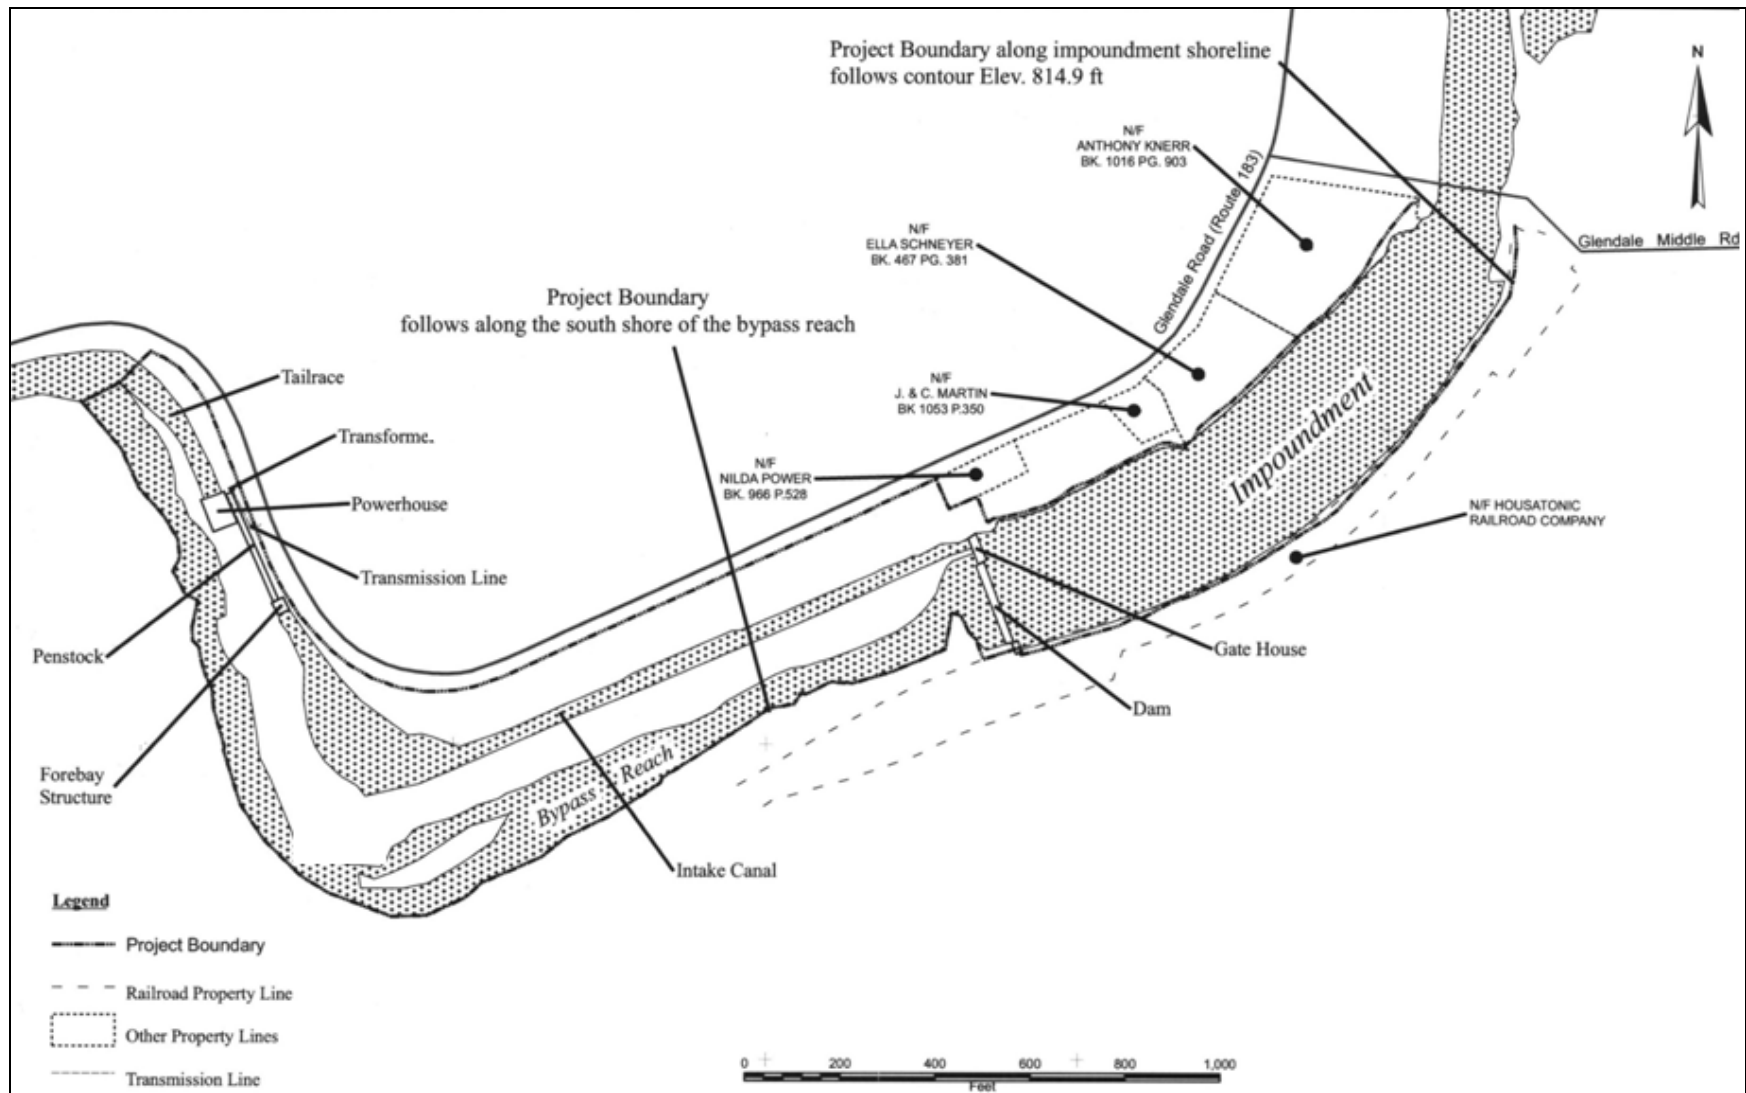 Project Boundary along impoundment shoreline
follows contour Elev. 814.9 ft
N
N/F
ANTHONY KNERR
BK. 1016 PG. 903
Glendale Road (Route 183)
N/F
ELLA SCHNEYER
BK. 467 PG. 381
Glendale Middle Rd
Project Boundary
follows along the south shore of the bypass reach
Tailrace
N/F
J. & C. MARTIN
BK 1053 P.350
Transforme.
Impoundment
N/F
NILDA POWER
BK. 966 P.528
Powerhouse
N/F HOUSATONIC
RAILROAD COMPANY
Transmission Line
Penstock
Gate House
Dam
Forebay
Structure
Bypass Reach
Intake Canal
Legend
Project Boundary
Railroad Property Line
Other Property Lines
Transmission Line
0 200 400 600 800 1,000
Feet